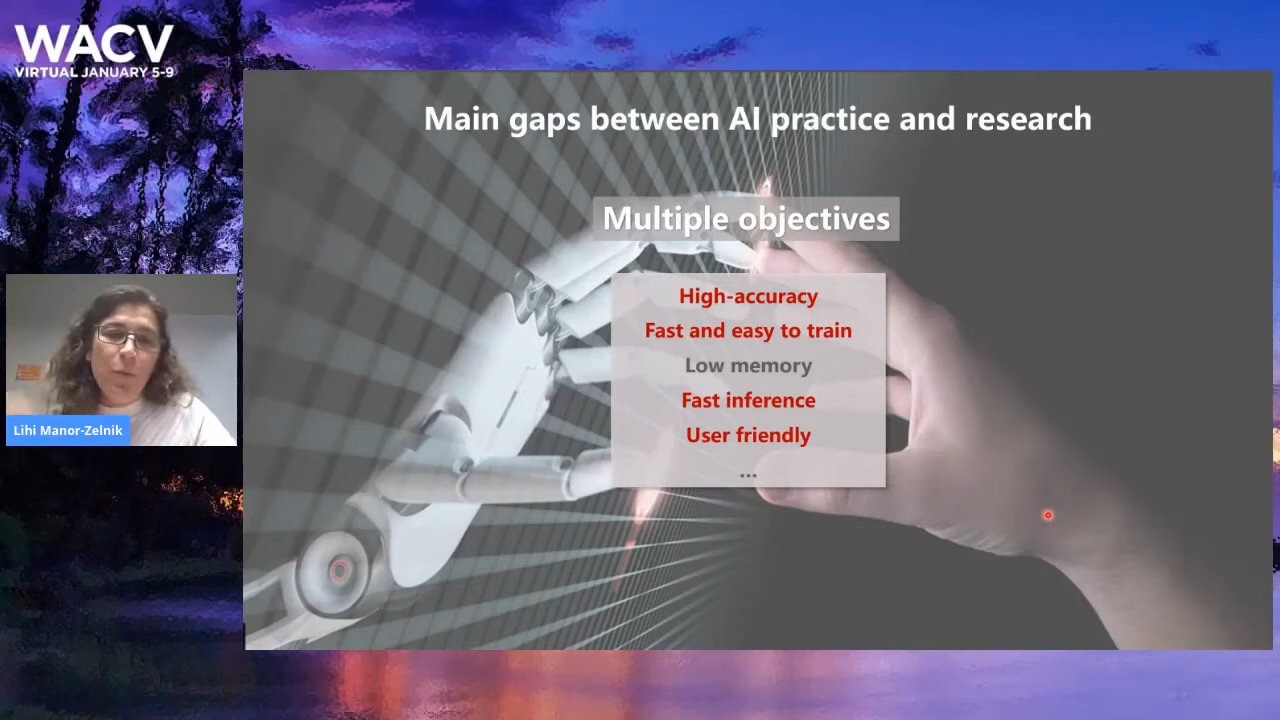 WACV
VIRTUAL JANUARY 5-9
Main gaps between AI practice and research
Multiple objectives
High-accuracy
Fast and easy to train
Low memory
Fast inference
User friendly
...
Lihi Manor-Zelnik